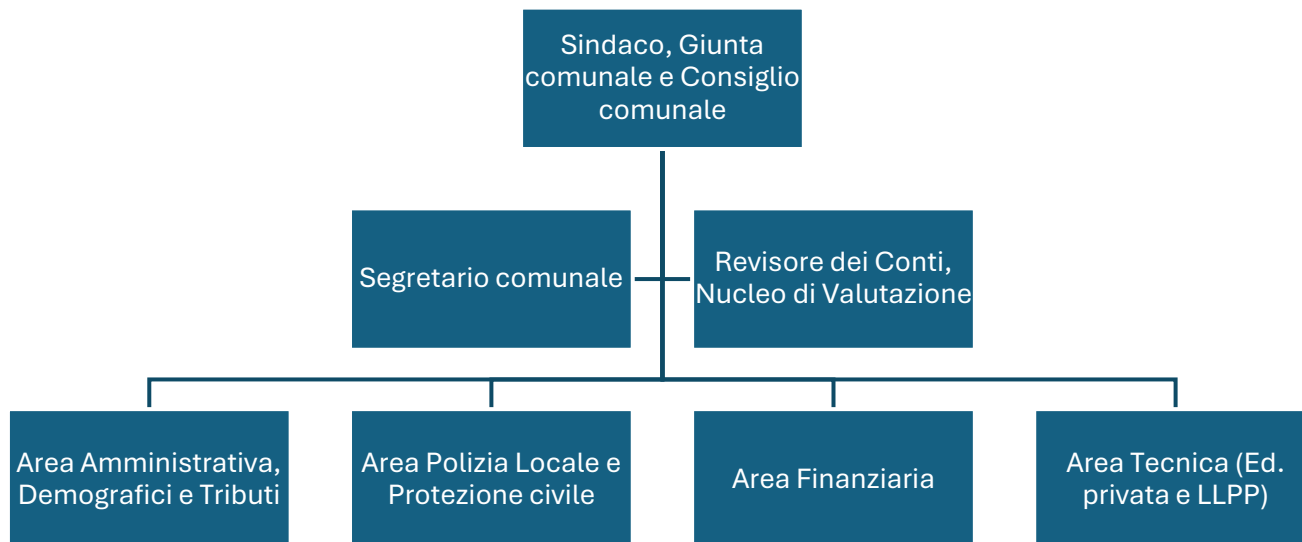 Sindaco, Giunta
comunale e Consiglio
comunale
Segretario comunale
Revisore dei Conti,
Nucleo di Valutazione
Area Amministrativa,
Demografici e Tributi
Area Polizia Locale e
Protezione civile
Area Finanziaria
Area Tecnica (Ed.
privata e LLPP)